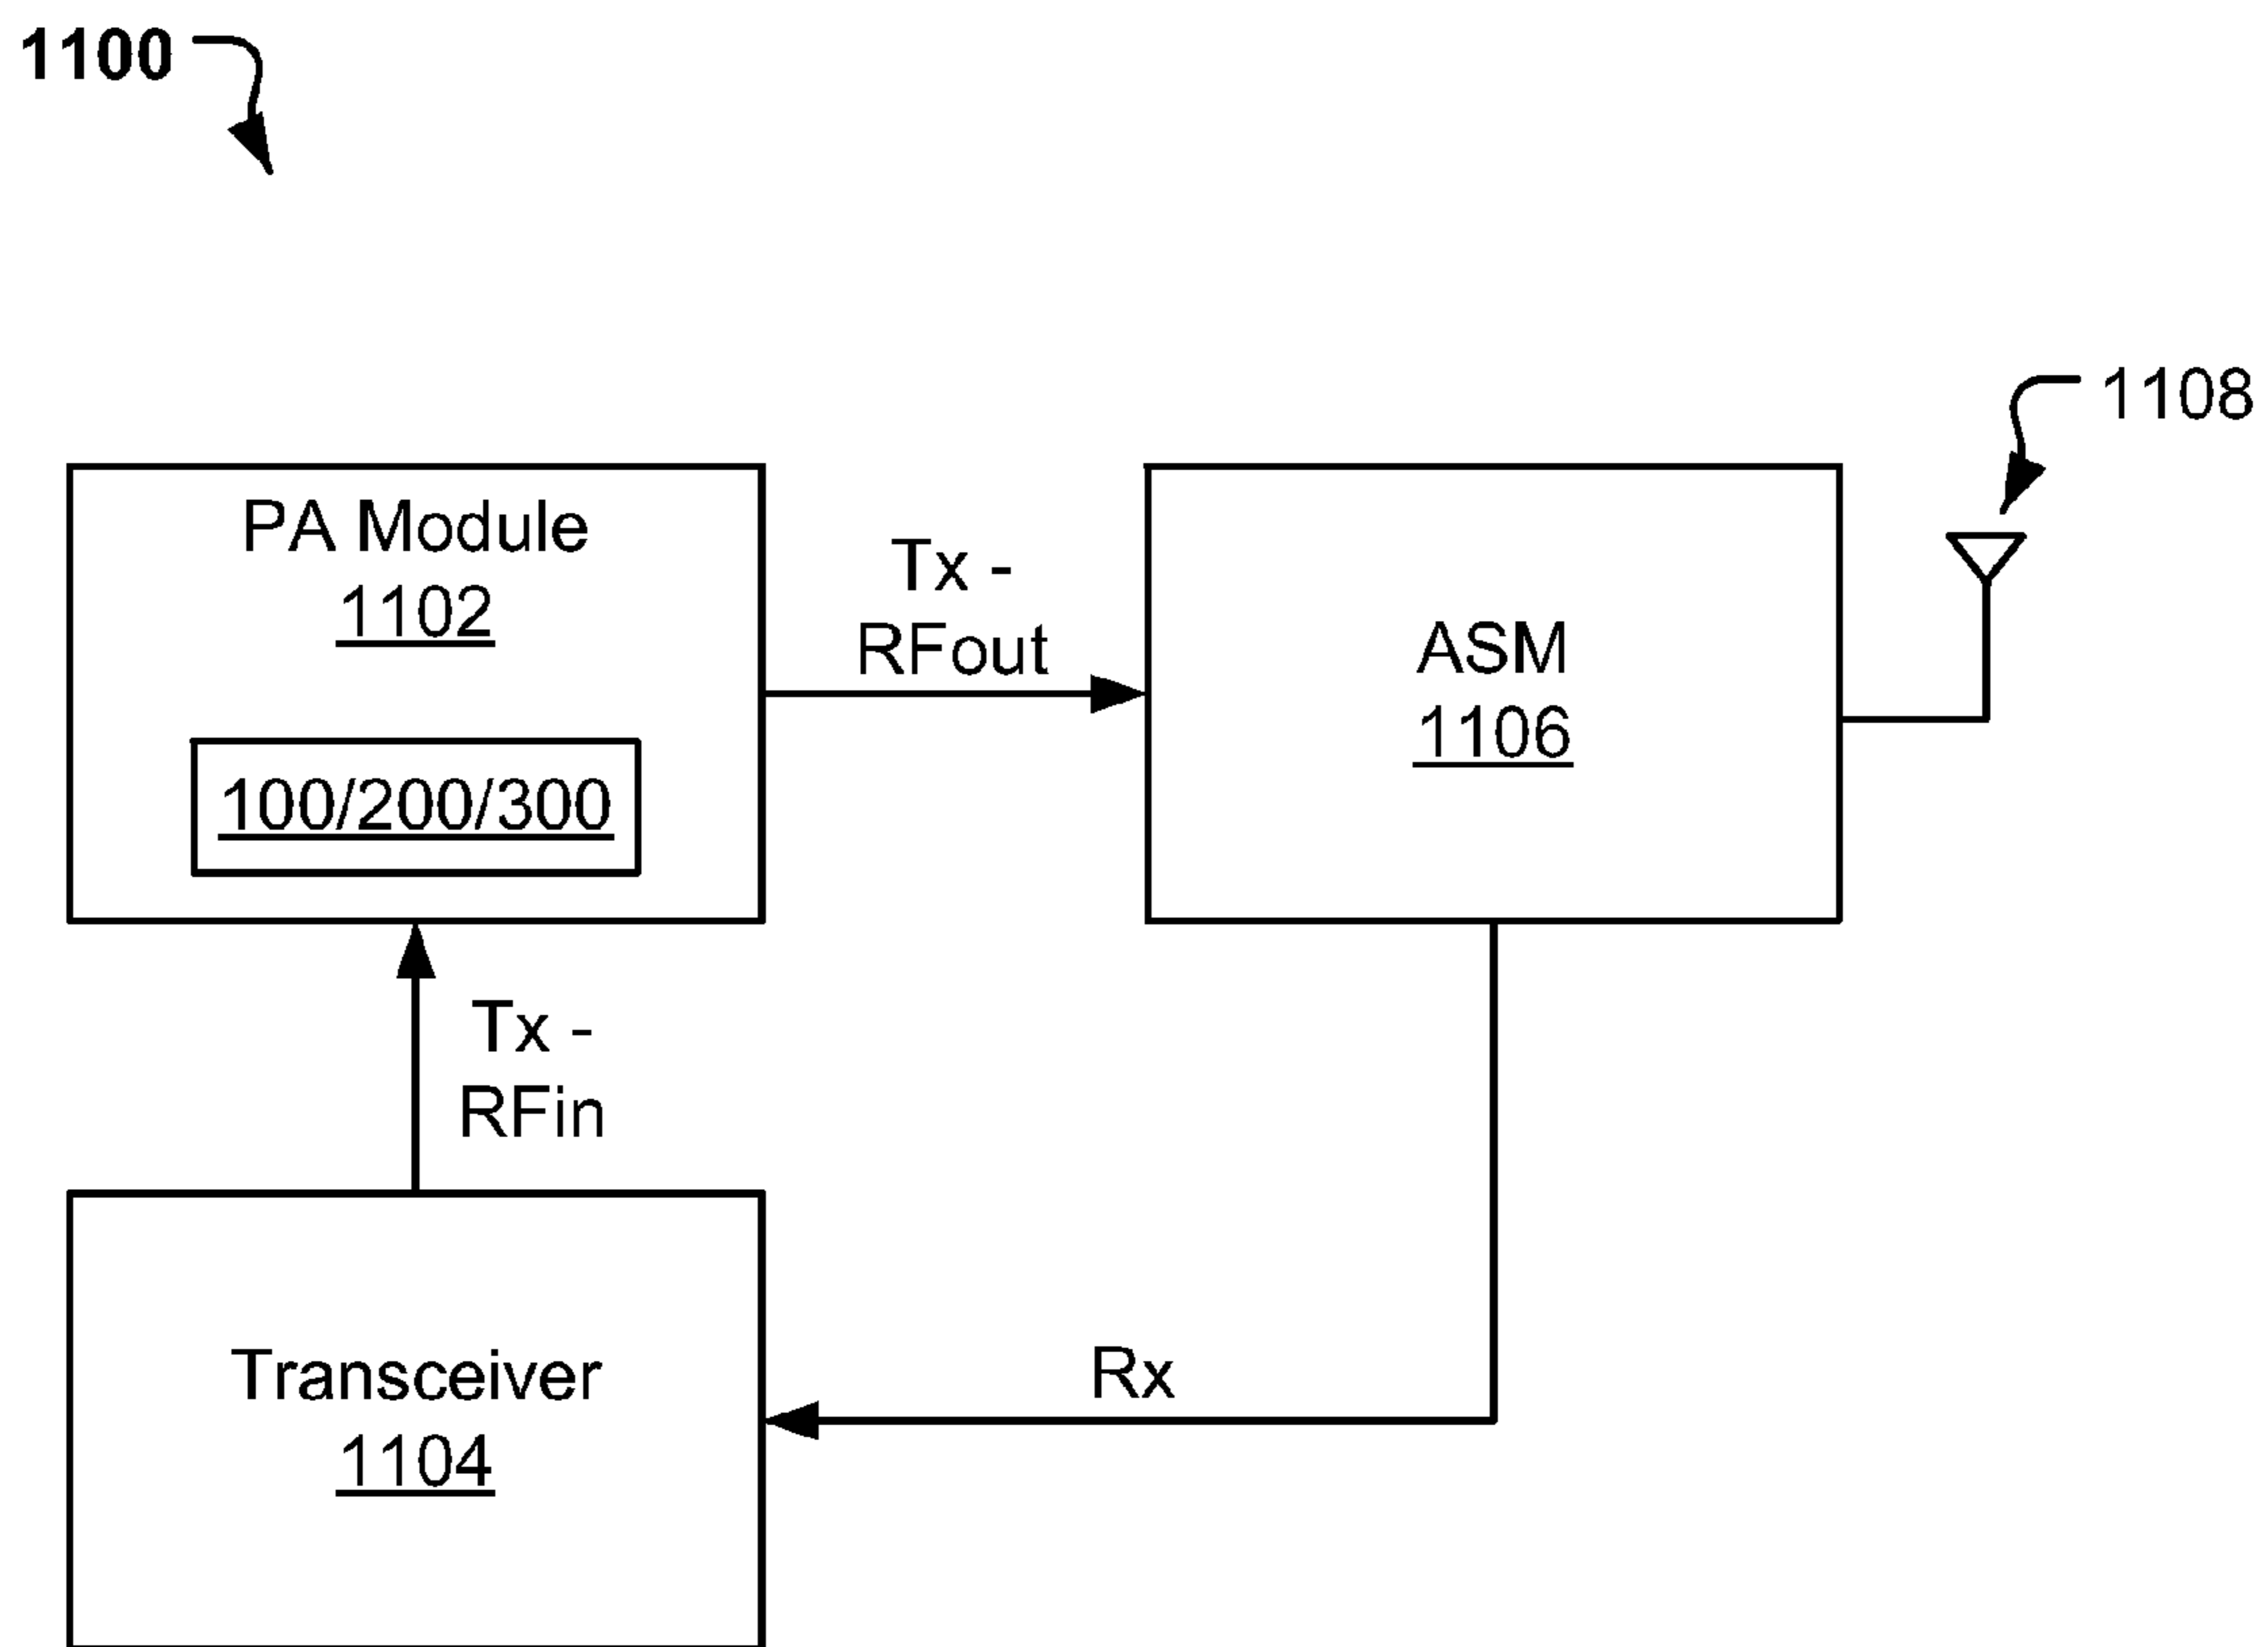 1100
1108
PA Module
1102
100/200/300
Tx -
RFout
ASM
1106
Tx -
RFin
Transceiver
1104
Rx